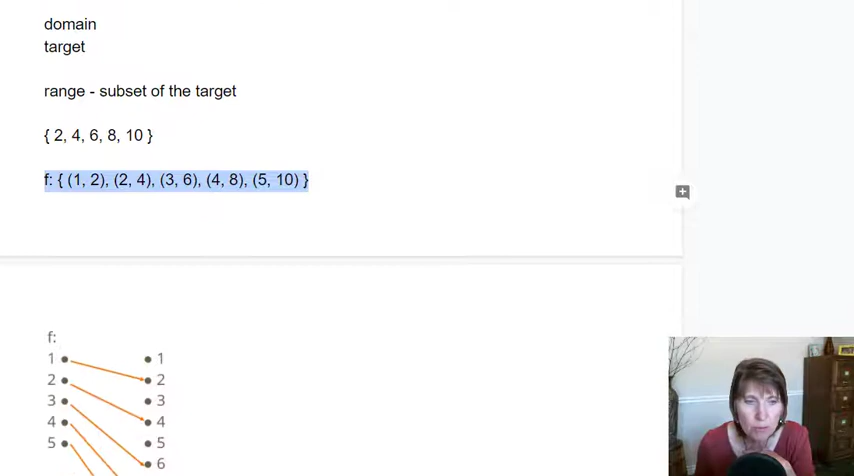 domain
target
range - subset of the target
{ 2, 4, 6, 8, 10 }
f: { (1, 2), (2, 4), (3, 6), (4, 8), (5, 10) }
f:
1 1
2 2
3 3
4 4
5 5
6